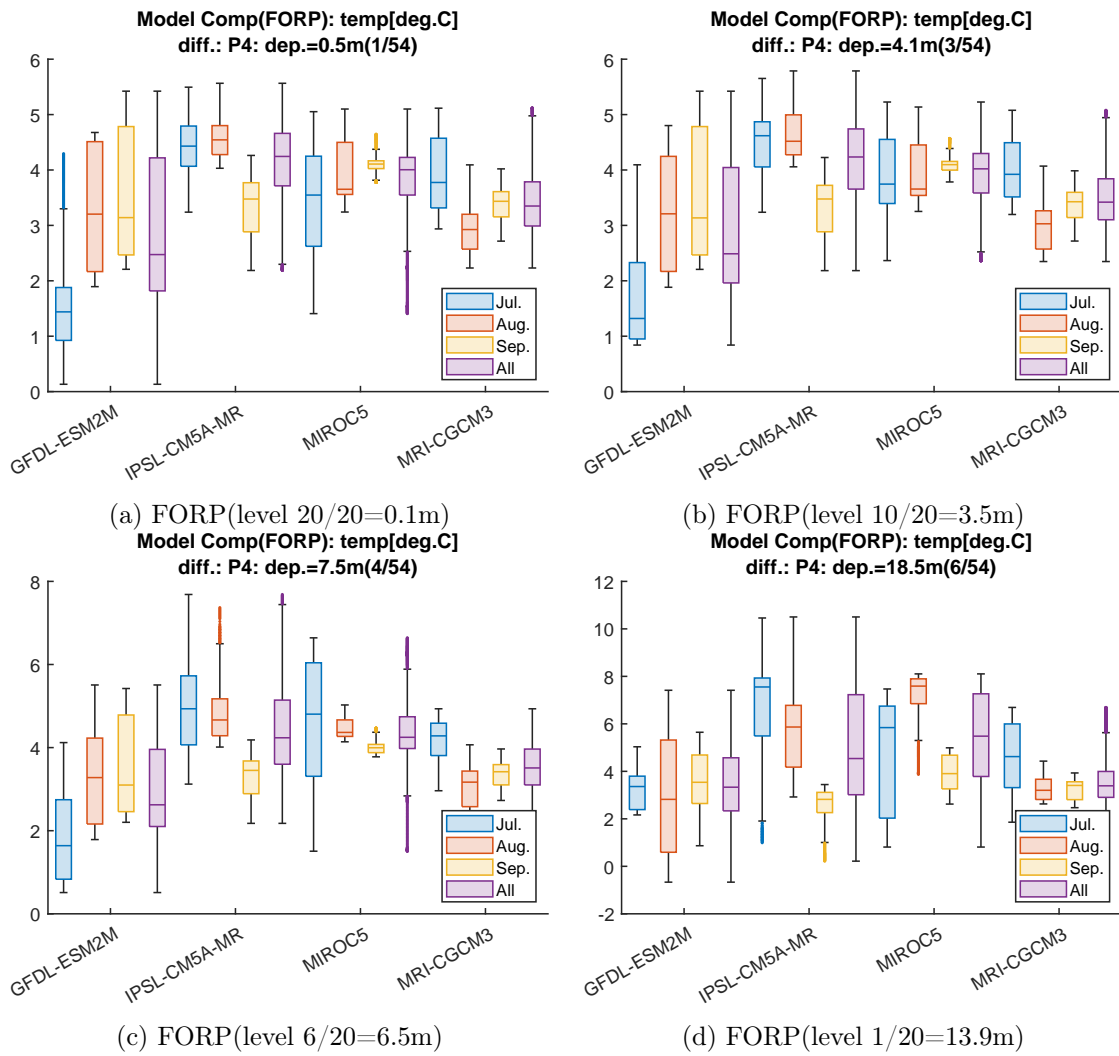 Model Comp(FORP): temp[deg.C]
diff.: P4: dep.=0.5m(1/54)
6
5
4
3
2
1
0
Jul.
Aug.
Sep.
All
GFDL-ESM2M
IPSL-CM5A-MR
MIROC5
MRI-CGCM3
(a) FORP(level 20/20=0.1m)
Model Comp(FORP): temp[deg.C]
diff.: P4: dep.=4.1m(3/54)
6
5
4
3
2
1
0
Jul.
Aug.
Sep.
All
GFDL-ESM2M
IPSL-CM5A-MR
MIROC5
MRI-CGCM3
(b) FORP(level 10/20=3.5m)
Model Comp(FORP): temp[deg.C]
diff.: P4: dep.=7.5m(4/54)
8
6
4
2
0
Jul.
Aug.
Sep.
All
GFDL-ESM2M
IPSL-CM5A-MR
MIROC5
MRI-CGCM3
(c) FORP(level 6/20=6.5m)
Model Comp(FORP): temp[deg.C]
diff.: P4: dep.=18.5m(6/54)
12
10
8
6
4
2
0
-2
Jul.
Aug.
Sep.
All
GFDL-ESM2M
IPSL-CM5A-MR
MIROC5
MRI-CGCM3
(d) FORP(level 1/20=13.9m)